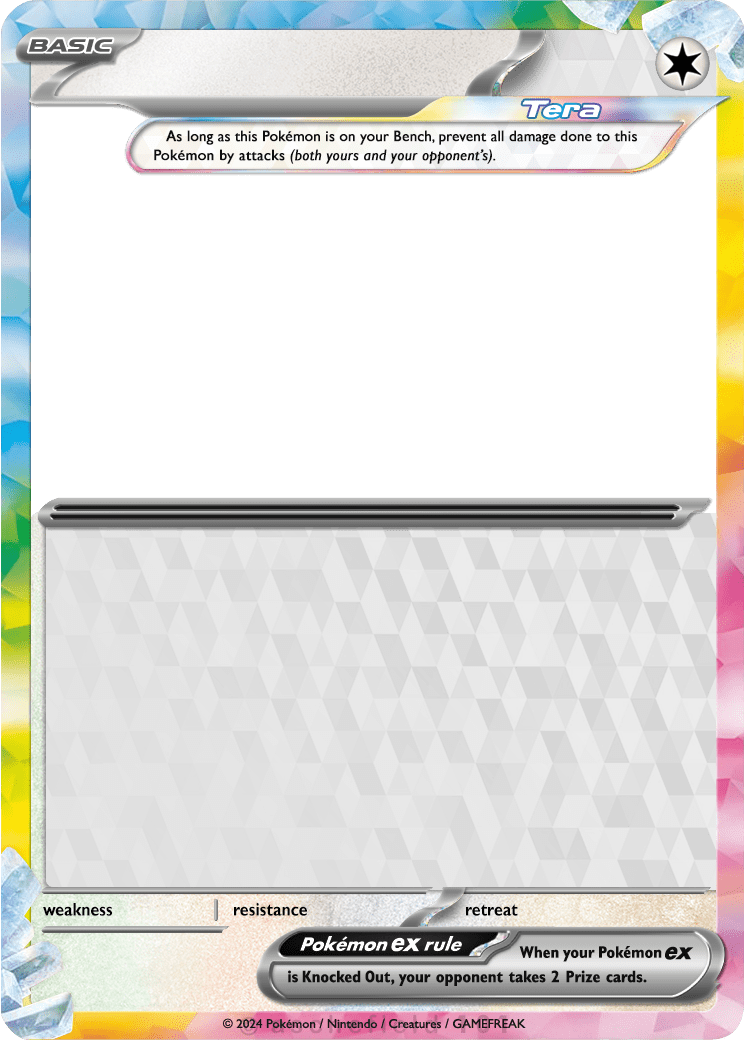 BASIC
Tera
As long as this Pokémon is on your Bench, prevent all damage done to this
Pokémon by attacks (both yours and your opponent's).
weakness
resistance
retreat
Pokémon ex rule
When your Pokémon ex
is Knocked Out, your opponent takes 2 Prize cards.
© 2024 Pokémon / Nintendo / Creatures / GAMEFREAK